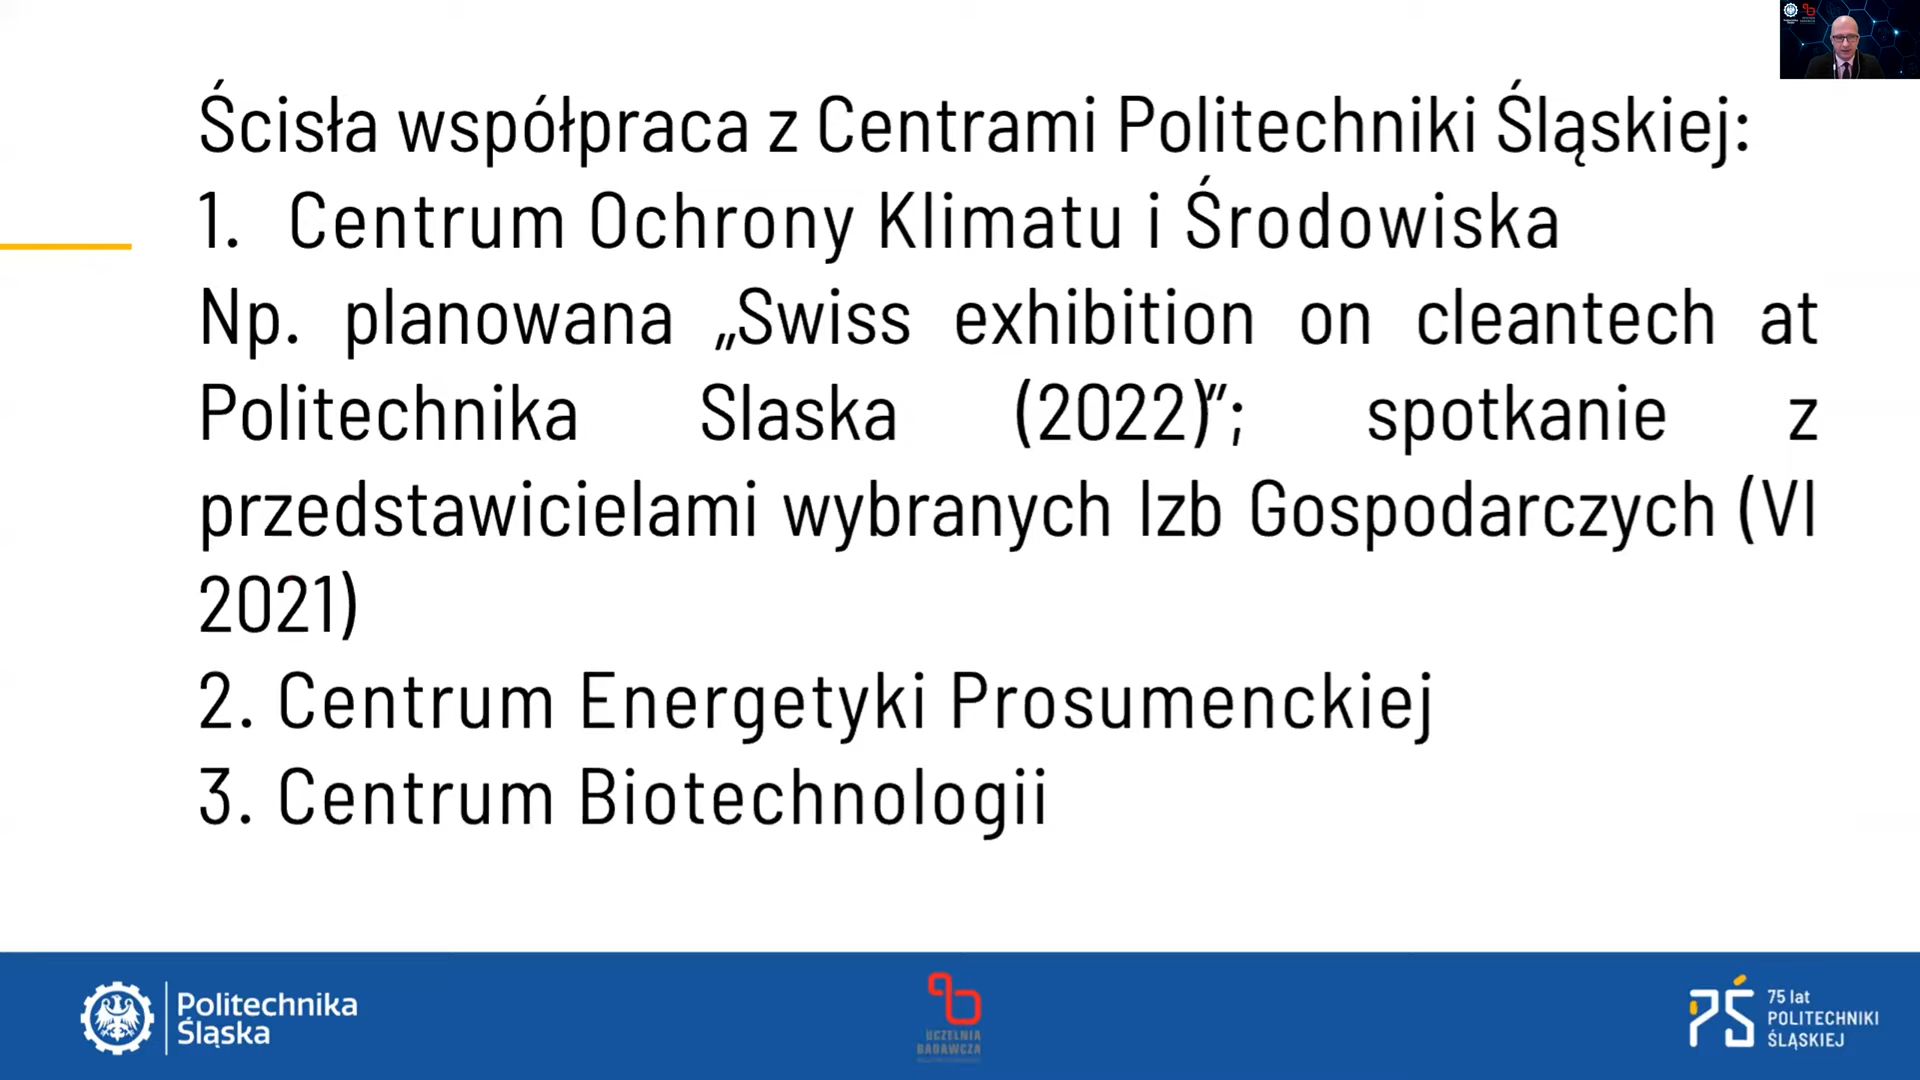 Ścisła współpraca z Centrami Politechniki Śląskiej:
1. Centrum Ochrony Klimatu i Środowiska
Np. planowana „Swiss exhibition on cleantech at
Politechnika Slaska (2022)”; spotkanie z
przedstawicielami wybranych Izb Gospodarczych (VI
2021)
2. Centrum Energetyki Prosumenckiej
3. Centrum Biotechnologii
Politechnika
Śląska
UCZELNIA
BADAWCZA
75 lat
POLITECHNIKI
ŚLĄSKIEJ